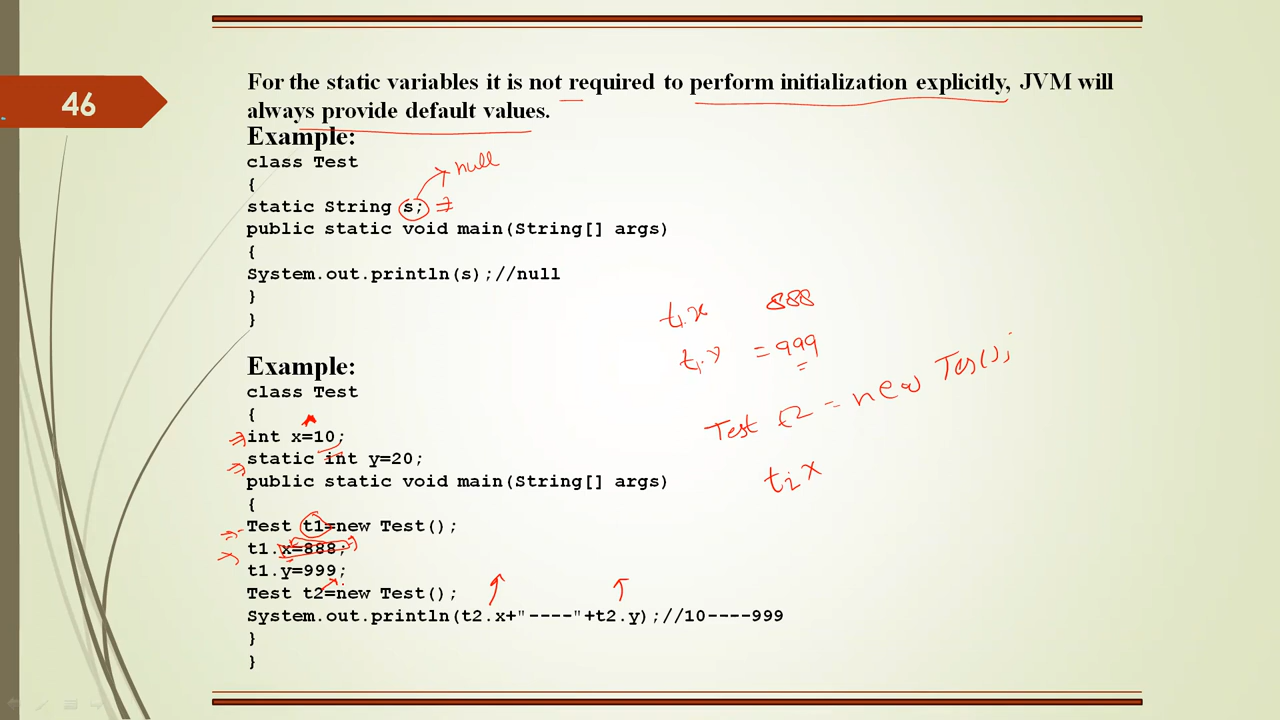 46
For the static variables it is not required to perform initialization explicitly, JVM will
always provide default values.
Example:
class Test
{
static String s;
null
public static void main(String[] args)
{
System.out.println(s);//null
}
}
t1.x 888
t1.y =999
Test t2 = new Test();
t2.x
Example:
class Test
{
int x=10;
static int y=20;
public static void main(String[] args)
{
Test t1=new Test();
t1.x=888;
t1.y=999;
Test t2=new Test();
System.out.println(t2.x+"----"+t2.y);//10----999
}
}